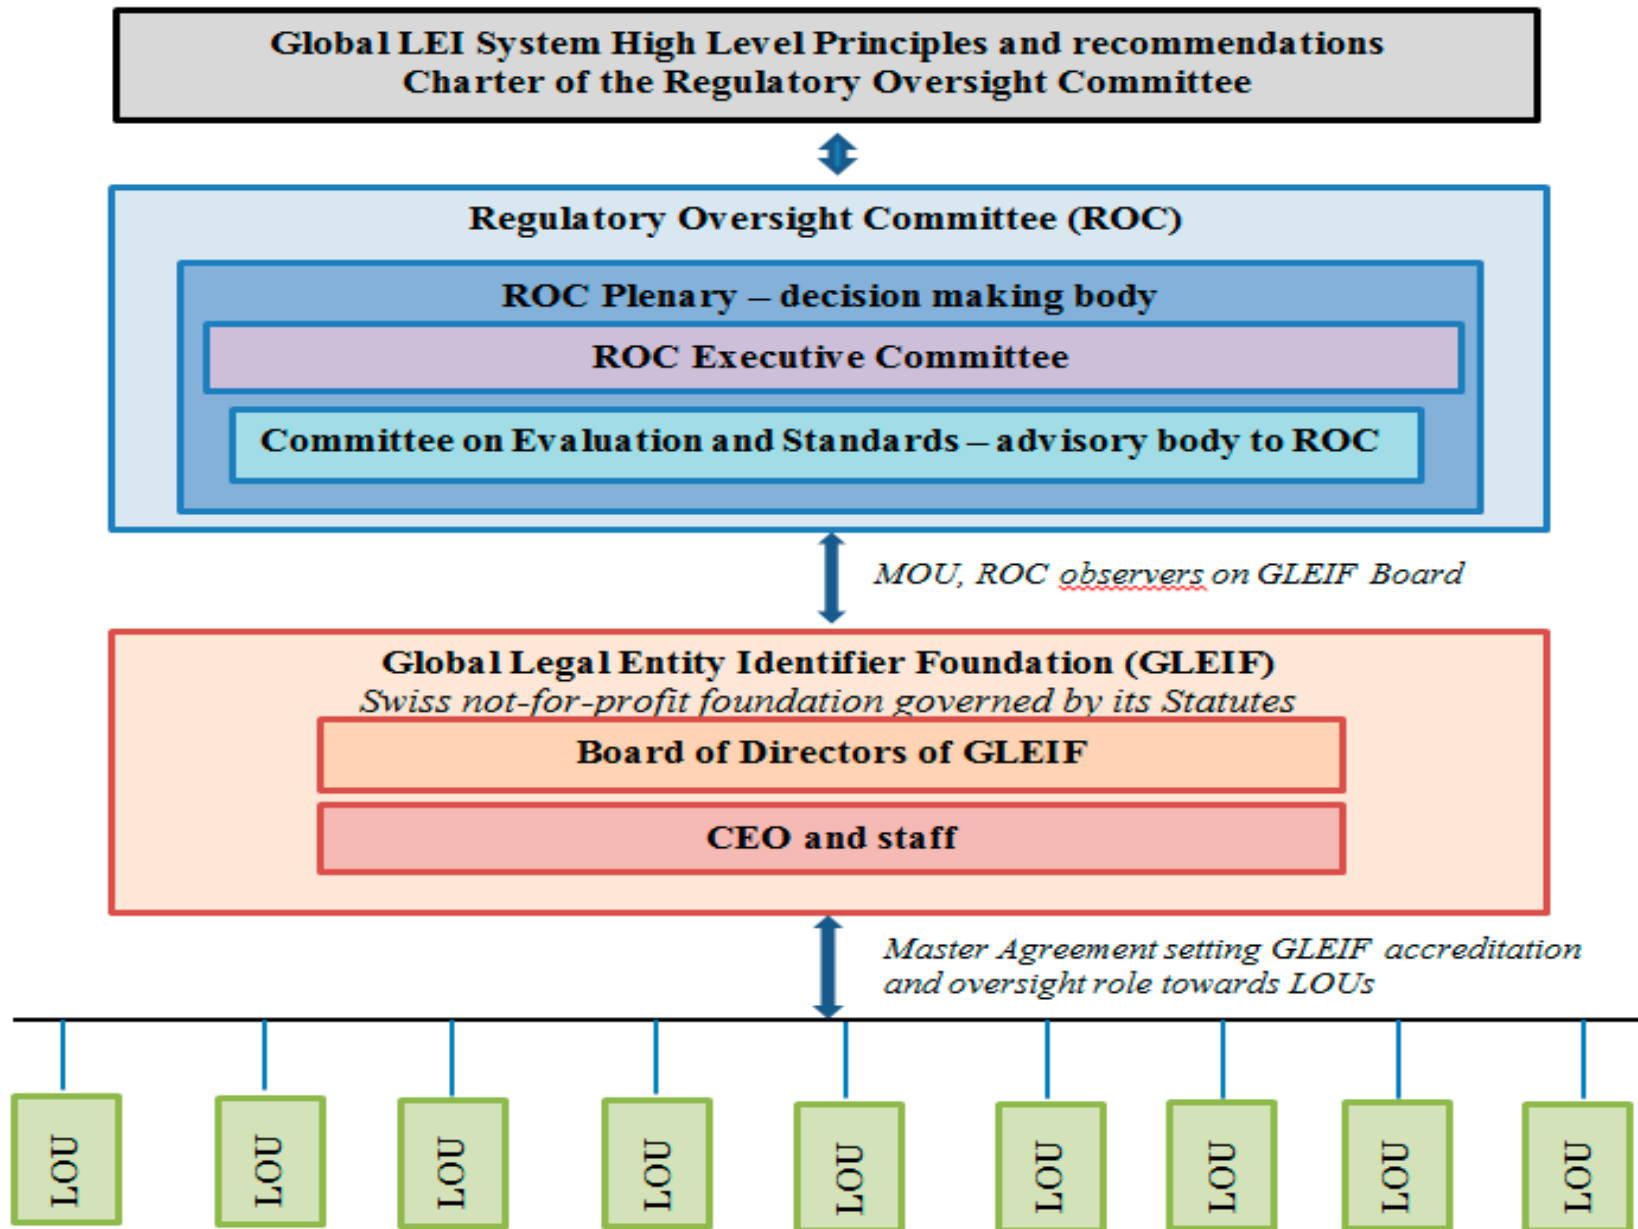 Global LEI System High Level Principles and recommendations
Charter of the Regulatory Oversight Committee
Regulatory Oversight Committee (ROC)
ROC Plenary – decision making body
ROC Executive Committee
Committee on Evaluation and Standards – advisory body to ROC
MOU, ROC observers on GLEIF Board
Global Legal Entity Identifier Foundation (GLEIF)
Swiss not-for-profit foundation governed by its Statutes
Board of Directors of GLEIF
CEO and staff
Master Agreement setting GLEIF accreditation
and oversight role towards LOUs
LOU
LOU
LOU
LOU
LOU
LOU
LOU
LOU
LOU